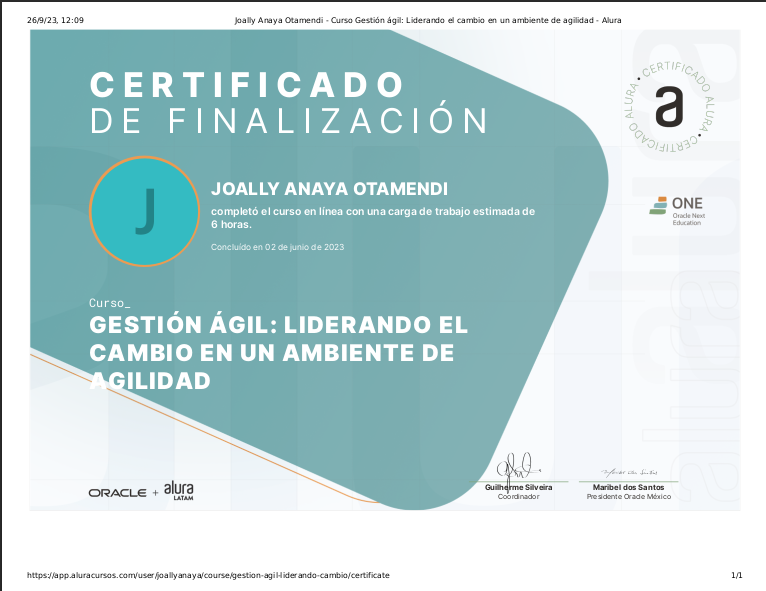 26/9/23, 12:09
Joally Anaya Otamendi - Curso Gestión ágil: Liderando el cambio en un ambiente de agilidad - Alura
CERTIFICADO
DE FINALIZACIÓN
• CERTIFICADO ALURA • CERTIFICADO ALURA
a
J
JOALLY ANAYA OTAMENDI
completó el curso en línea con una carga de trabajo estimada de
6 horas.
Concluído en 02 de junio de 2023
ONE
Oracle Next
Education
Curso_
GESTIÓN ÁGIL: LIDERANDO EL
CAMBIO EN UN AMBIENTE DE
AGILIDAD
ORACLE + alura
LATAM
Guilherme Silveira
Coordinador
Maribel dos Santos
Presidente Oracle México
alura
https://app.aluracursos.com/user/joallyanaya/course/gestion-agil-liderando-cambio/certificate
1/1